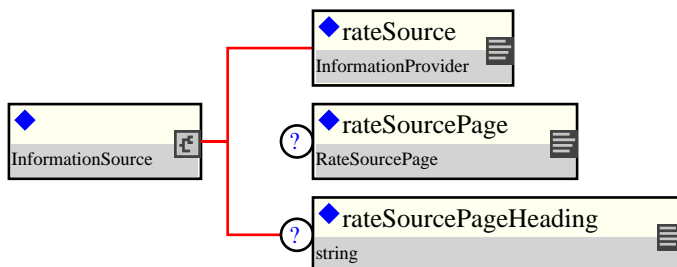 rateSource
InformationProvider
InformationSource
?
rateSourcePage
RateSourcePage
?
rateSourcePageHeading
string